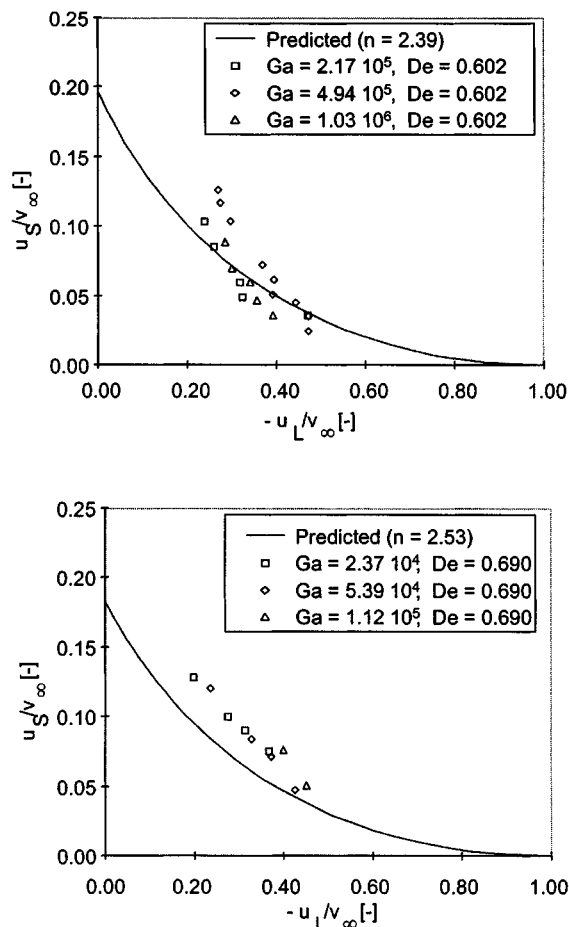 Predicted (n = 2.39)
Ga = 2.17 10⁵, De = 0.602
Ga = 4.94 10⁵, De = 0.602
Ga = 1.03 10⁶, De = 0.602
0.25
0.20
0.15
0.10
0.05
0.00
u_S/v_∞[-]
0.00 0.20 0.40 0.60 0.80 1.00
- u_L/v_∞[-]
Predicted (n = 2.53)
Ga = 2.37 10⁴, De = 0.690
Ga = 5.39 10⁴, De = 0.690
Ga = 1.12 10⁵, De = 0.690
0.25
0.20
0.15
0.10
0.05
0.00
u_S/v_∞[-]
0.00 0.20 0.40 0.60 0.80 1.00
- u_L/v_∞[-]